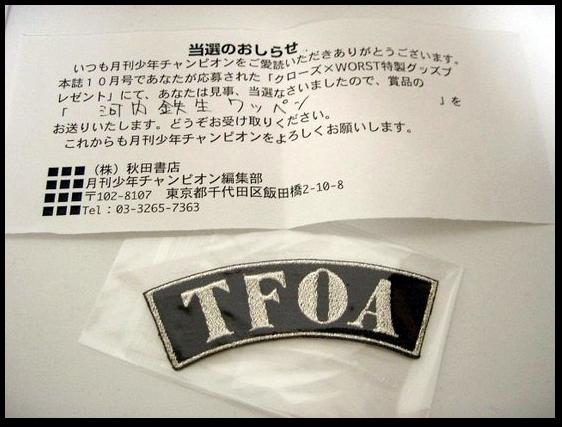 当選のおしらせ
いつも月刊少年チャンピオンをご愛読いただきありがとうございます。
本誌10月号であなたが応募された「クローズ×WORST特製グッズプ
レゼント」にて、あなたは見事、当選なさいましたので、賞品の
「 河内鉄生ワッペン 」を
お送りいたします。どうぞお受け取りください。
これからも月刊少年チャンピオンをよろしくお願いします。
■■■(株)秋田書店
■■■月刊少年チャンピオン編集部
■■■〒102-8107 東京都千代田区飯田橋2-10-8
■■■Tel:03-3265-7363
TFOA